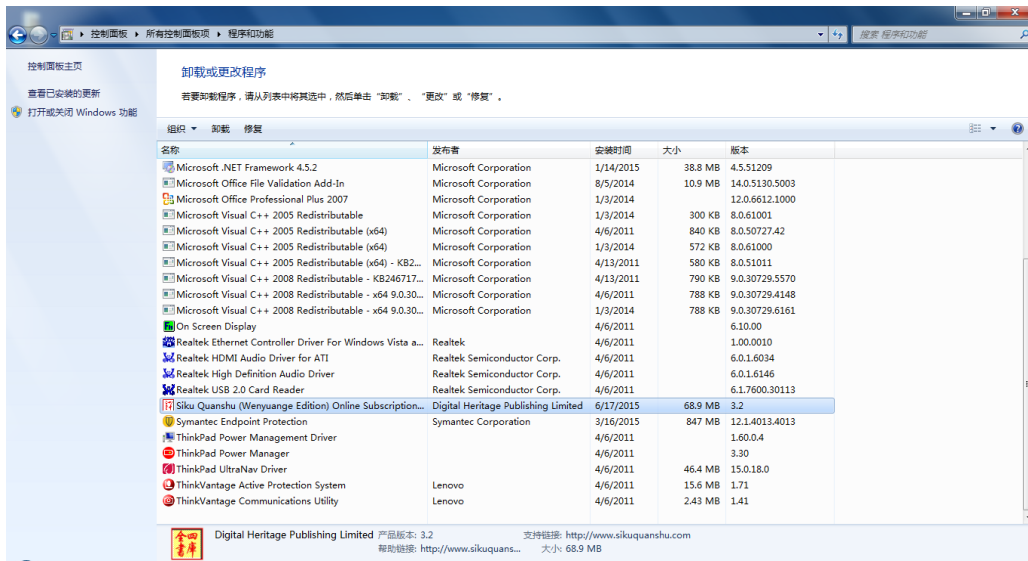 控制面板 ▸ 所有控制面板项 ▸ 程序和功能
搜索 程序和功能
控制面板主页
查看已安装的更新
打开或关闭 Windows 功能
卸载或更改程序
若要卸载程序，请从列表中将其选中，然后单击“卸载”、“更改”或“修复”。
组织 ▼ 卸载 修复
名称 发布者 安装时间 大小 版本
Microsoft .NET Framework 4.5.2 Microsoft Corporation 1/14/2015 38.8 MB 4.5.51209
Microsoft Office File Validation Add-In Microsoft Corporation 8/5/2014 10.9 MB 14.0.5130.5003
Microsoft Office Professional Plus 2007 Microsoft Corporation 1/3/2014 12.0.6612.1000
Microsoft Visual C++ 2005 Redistributable Microsoft Corporation 1/3/2014 300 KB 8.0.61001
Microsoft Visual C++ 2005 Redistributable (x64) Microsoft Corporation 4/6/2011 840 KB 8.0.50727.42
Microsoft Visual C++ 2005 Redistributable (x64) Microsoft Corporation 1/3/2014 572 KB 8.0.61000
Microsoft Visual C++ 2005 Redistributable (x64) - KB2... Microsoft Corporation 4/13/2011 580 KB 8.0.51011
Microsoft Visual C++ 2008 Redistributable - KB246717... Microsoft Corporation 4/13/2011 790 KB 9.0.30729.5570
Microsoft Visual C++ 2008 Redistributable - x64 9.0.30... Microsoft Corporation 4/6/2011 788 KB 9.0.30729.4148
Microsoft Visual C++ 2008 Redistributable - x64 9.0.30... Microsoft Corporation 1/3/2014 788 KB 9.0.30729.6161
On Screen Display 4/6/2011 6.10.00
Realtek Ethernet Controller Driver For Windows Vista a... Realtek 4/6/2011 1.00.0010
Realtek HDMI Audio Driver for ATI Realtek Semiconductor Corp. 4/6/2011 6.0.1.6034
Realtek High Definition Audio Driver Realtek Semiconductor Corp. 4/6/2011 6.0.1.6146
Realtek USB 2.0 Card Reader Realtek Semiconductor Corp. 4/6/2011 6.1.7600.30113
Siku Quanshu (Wenyuange Edition) Online Subscription... Digital Heritage Publishing Limited 6/17/2015 68.9 MB 3.2
Symantec Endpoint Protection Symantec Corporation 3/16/2015 847 MB 12.1.4013.4013
ThinkPad Power Management Driver 4/6/2011 1.60.0.4
ThinkPad Power Manager 4/6/2011 3.30
ThinkPad UltraNav Driver 4/6/2011 46.4 MB 15.0.18.0
ThinkVantage Active Protection System Lenovo 4/6/2011 15.6 MB 1.71
ThinkVantage Communications Utility Lenovo 4/6/2011 2.43 MB 1.41
四庫全書
Digital Heritage Publishing Limited 产品版本: 3.2 支持链接: http://www.sikuquanshu.com
帮助链接: http://www.sikuquans... 大小: 68.9 MB